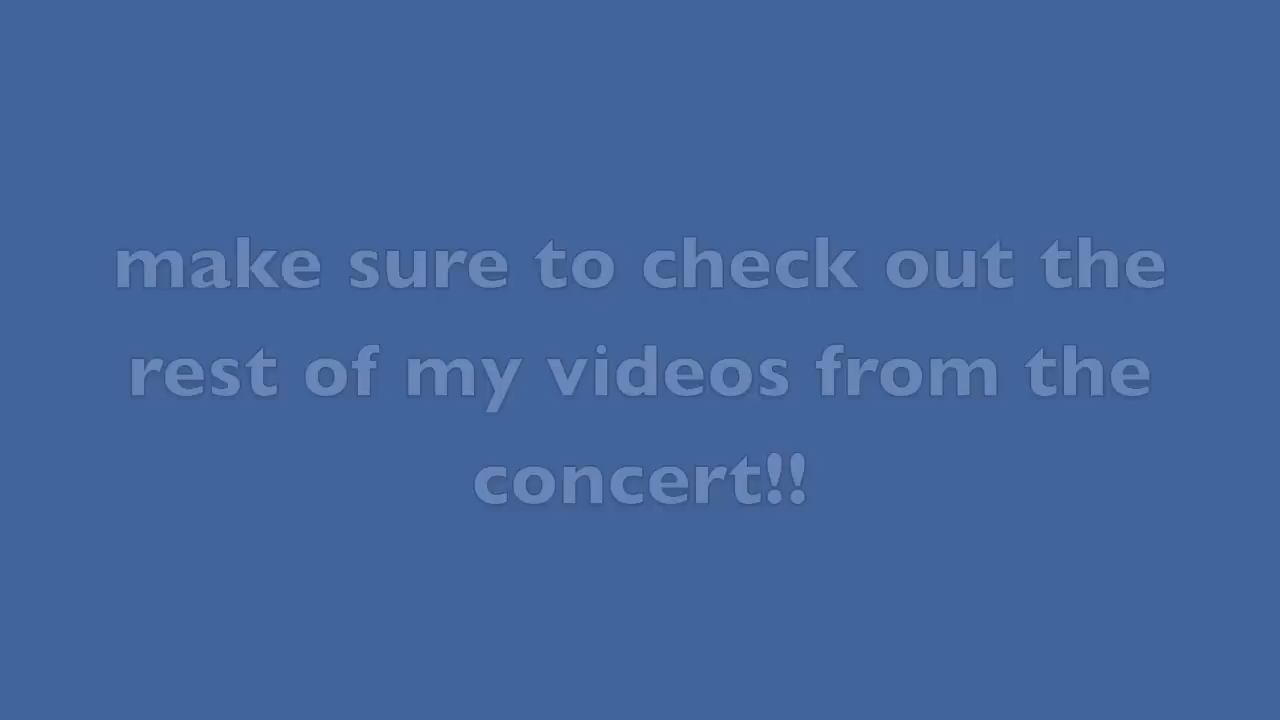 make sure to check out the
rest of my videos from the
concert!!